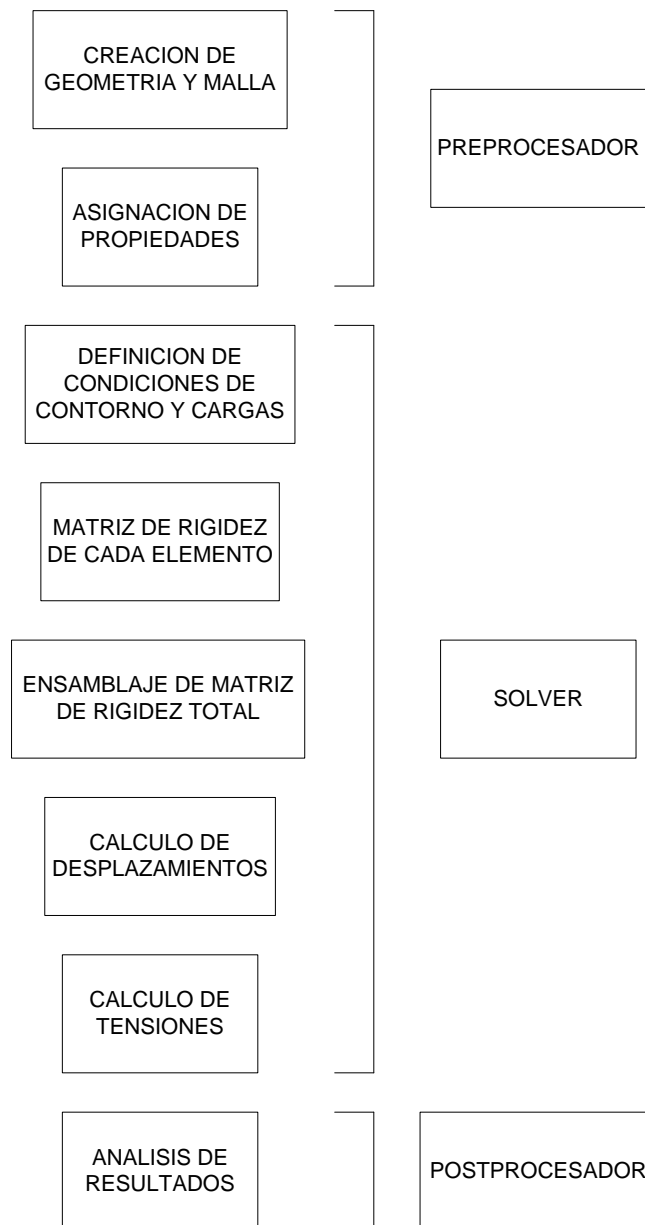 CREACION DE
GEOMETRIA Y MALLA
PREPROCESADOR
ASIGNACION DE
PROPIEDADES
DEFINICION DE
CONDICIONES DE
CONTORNO Y CARGAS
MATRIZ DE RIGIDEZ
DE CADA ELEMENTO
ENSAMBLAJE DE MATRIZ
DE RIGIDEZ TOTAL
SOLVER
CALCULO DE
DESPLAZAMIENTOS
CALCULO DE
TENSIONES
ANALISIS DE
RESULTADOS
POSTPROCESADOR